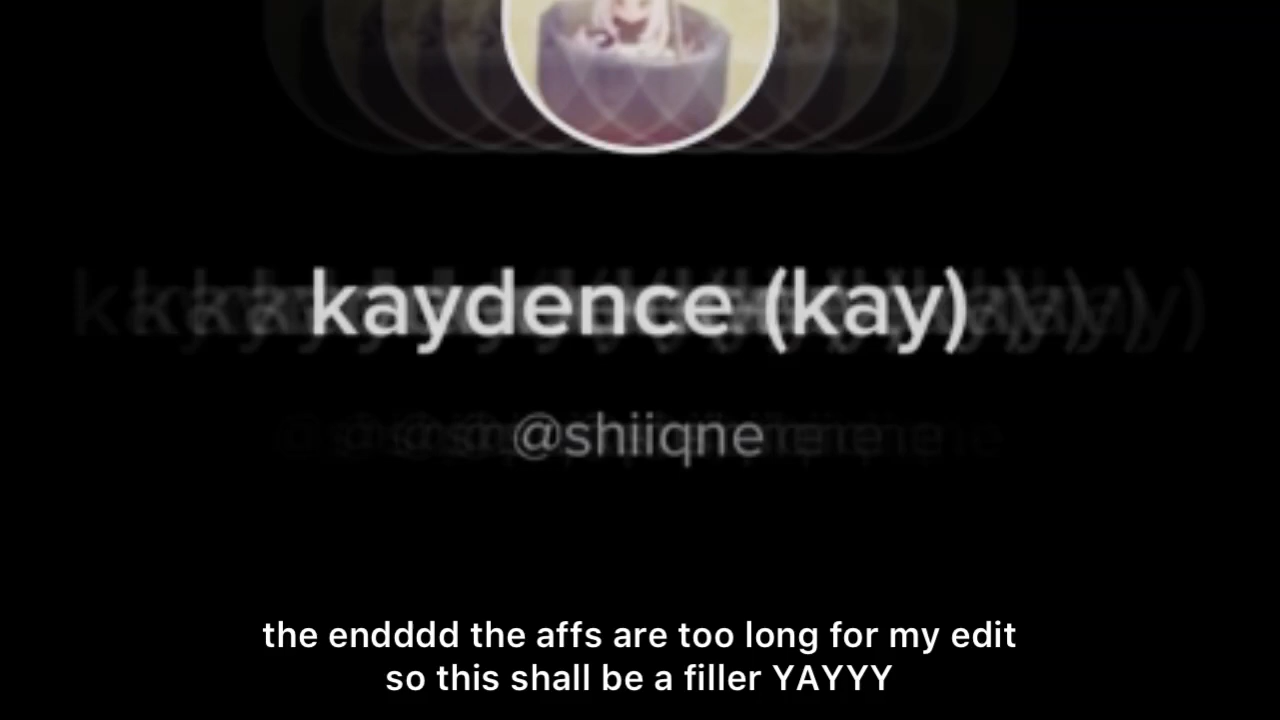 kaydence (kay)
@shiiqne
the endddd the affs are too long for my edit
so this shall be a filler YAYYY